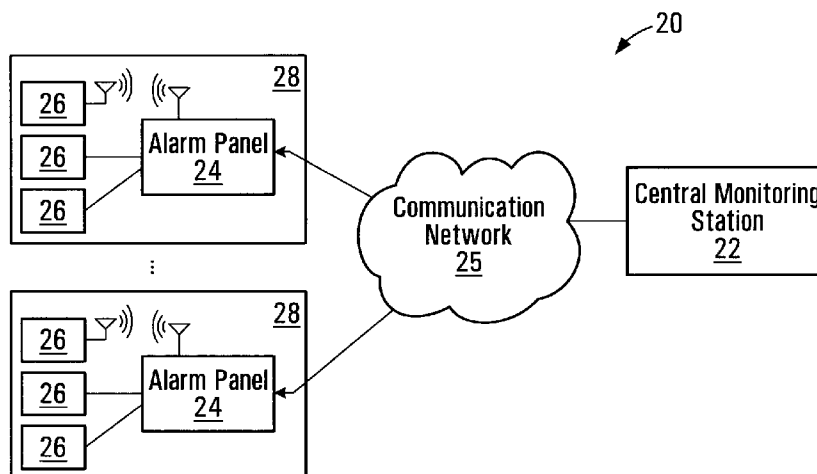 20
28
26
26
26
Alarm Panel
24
Communication
Network
25
Central Monitoring
Station
22
...
28
26
26
26
Alarm Panel
24